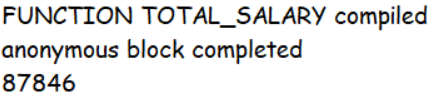 FUNCTION TOTAL_SALARY compiled
anonymous block completed
87846